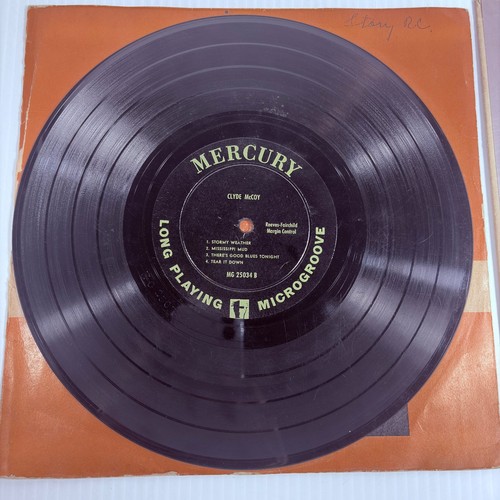 MERCURY
CLYDE McCOY
Reeves-Fairchild
Margin Control
1. STORMY WEATHER
2. MISSISSIPPI MUD
3. THERE'S GOOD BLUES TONIGHT
4. TEAR IT DOWN
MG 25034 B
LONG PLAYING MICROGROOVE